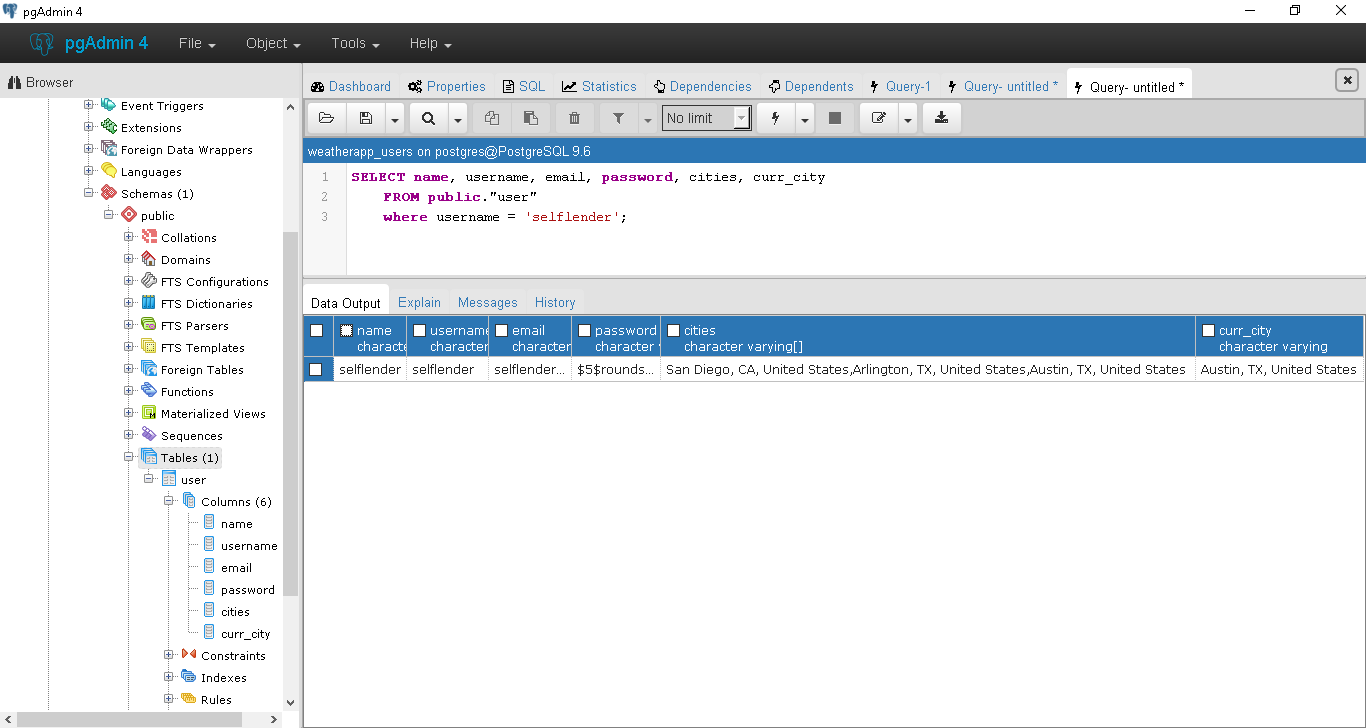 pgAdmin 4
pgAdmin 4 File Object Tools Help
Browser
Event Triggers
Extensions
Foreign Data Wrappers
Languages
Schemas (1)
public
Collations
Domains
FTS Configurations
FTS Dictionaries
FTS Parsers
FTS Templates
Foreign Tables
Functions
Materialized Views
Sequences
Tables (1)
user
Columns (6)
name
username
email
password
cities
curr_city
Constraints
Indexes
Rules
Dashboard Properties SQL Statistics Dependencies Dependents Query-1 Query- untitled * Query- untitled *
No limit
weatherapp_users on postgres@PostgreSQL 9.6
1 SELECT name, username, email, password, cities, curr_city
2 FROM public."user"
3 where username = 'selflender';
Data Output Explain Messages History
name username email password cities curr_city
characte character character character v character varying[] character varying
selflender selflender selflender... $5$rounds... San Diego, CA, United States,Arlington, TX, United States,Austin, TX, United States Austin, TX, United States